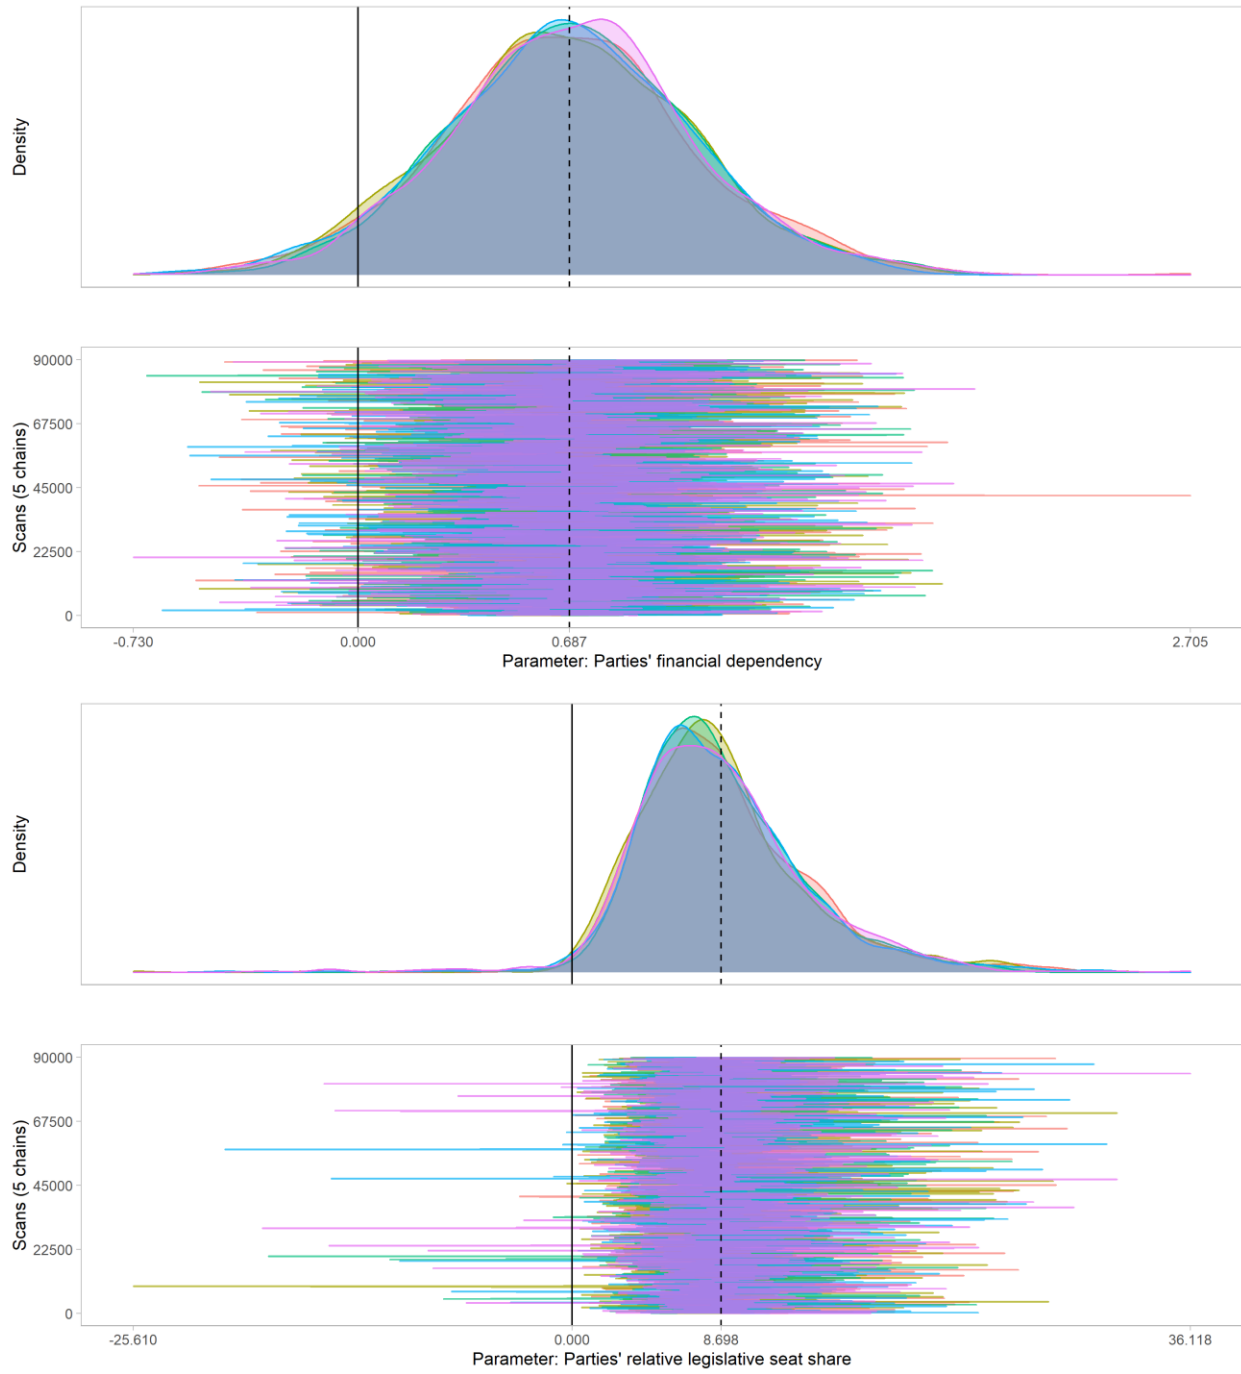 Density
Scans (5 chains)
90000
67500
45000
22500
0
-0.730 0.000 0.687 2.705
Parameter: Parties' financial dependency
Density
Scans (5 chains)
90000
67500
45000
22500
0
-25.610 0.000 8.698 36.118
Parameter: Parties' relative legislative seat share